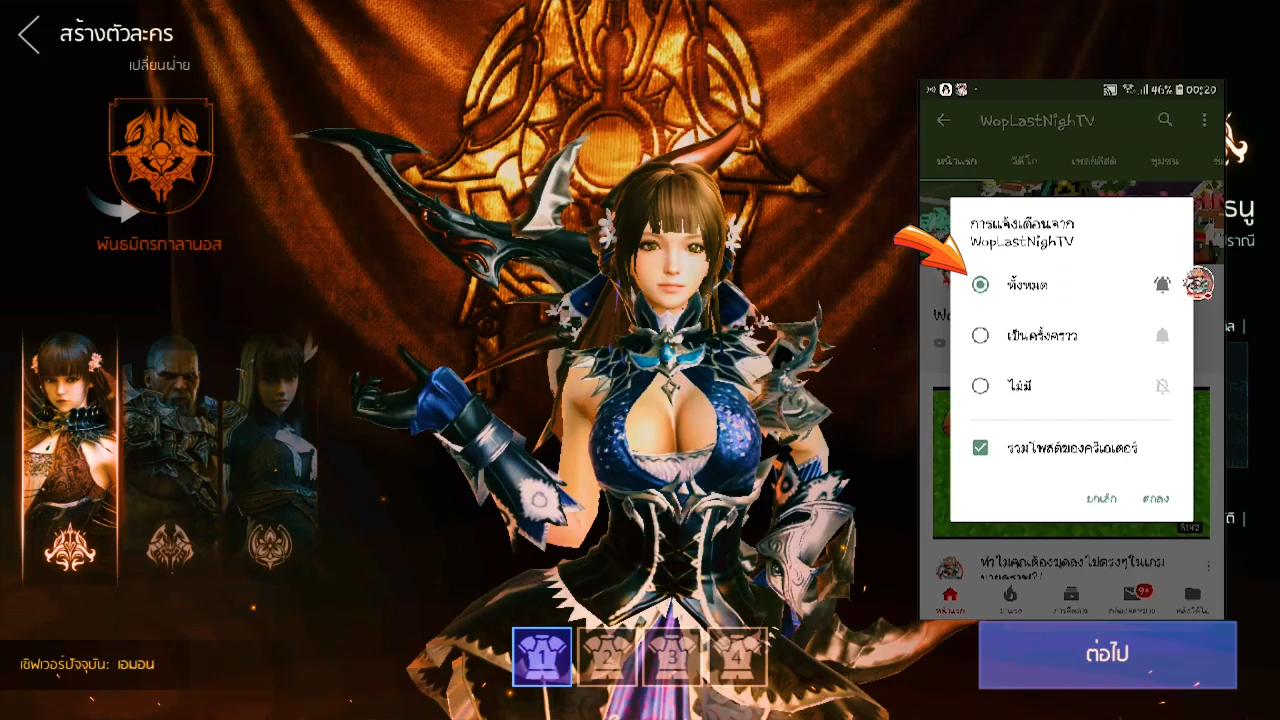 สร้างตัวละคร
เปลี่ยนฝ่าย
พันธมิตรกาลานอส
เซิฟเวอร์ปัจจุบัน: เอมอน
1
2
3
4
46% 00:20
WopLastNighTV
หน้าแรก วิดีโอ เพลย์ลิสต์ ชุมชน
การแจ้งเตือนจาก
WopLastNighTV
ทั้งหมด
เป็นครั้งคราว
ไม่มี
รวมโพสต์ของครีเอเตอร์
ยกเลิก ตกลง
ทำไมคุณต้องขุดลงไปตรงๆในเกม
9+
หน้าแรก มาแรง การติดตาม กล่องจดหมาย คลังวิดีโอ
ต่อไป